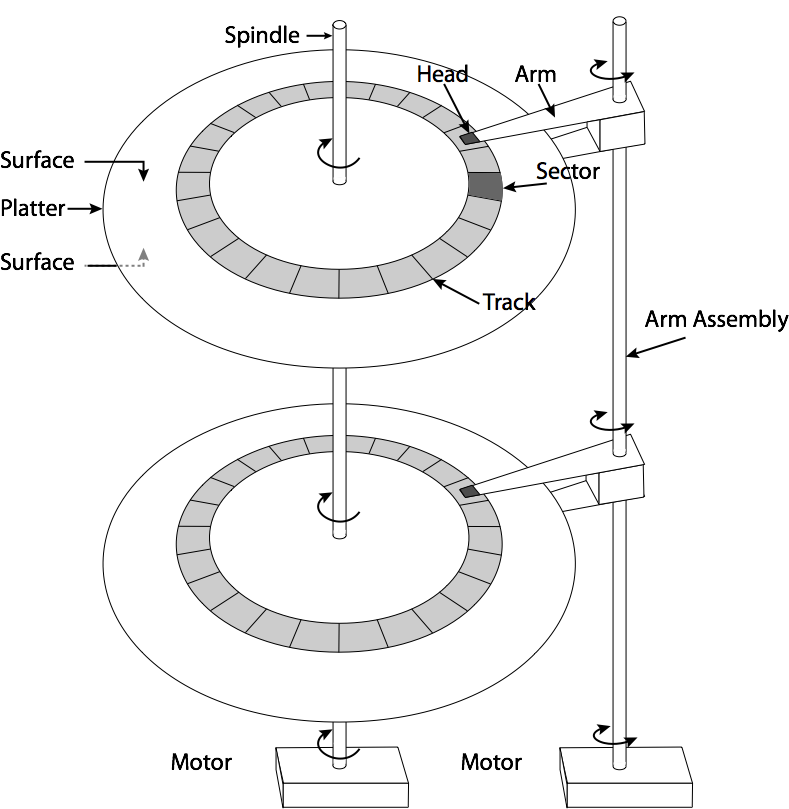 Spindle
Head
Arm
Surface
Sector
Platter
Surface
Track
Arm Assembly
Motor
Motor